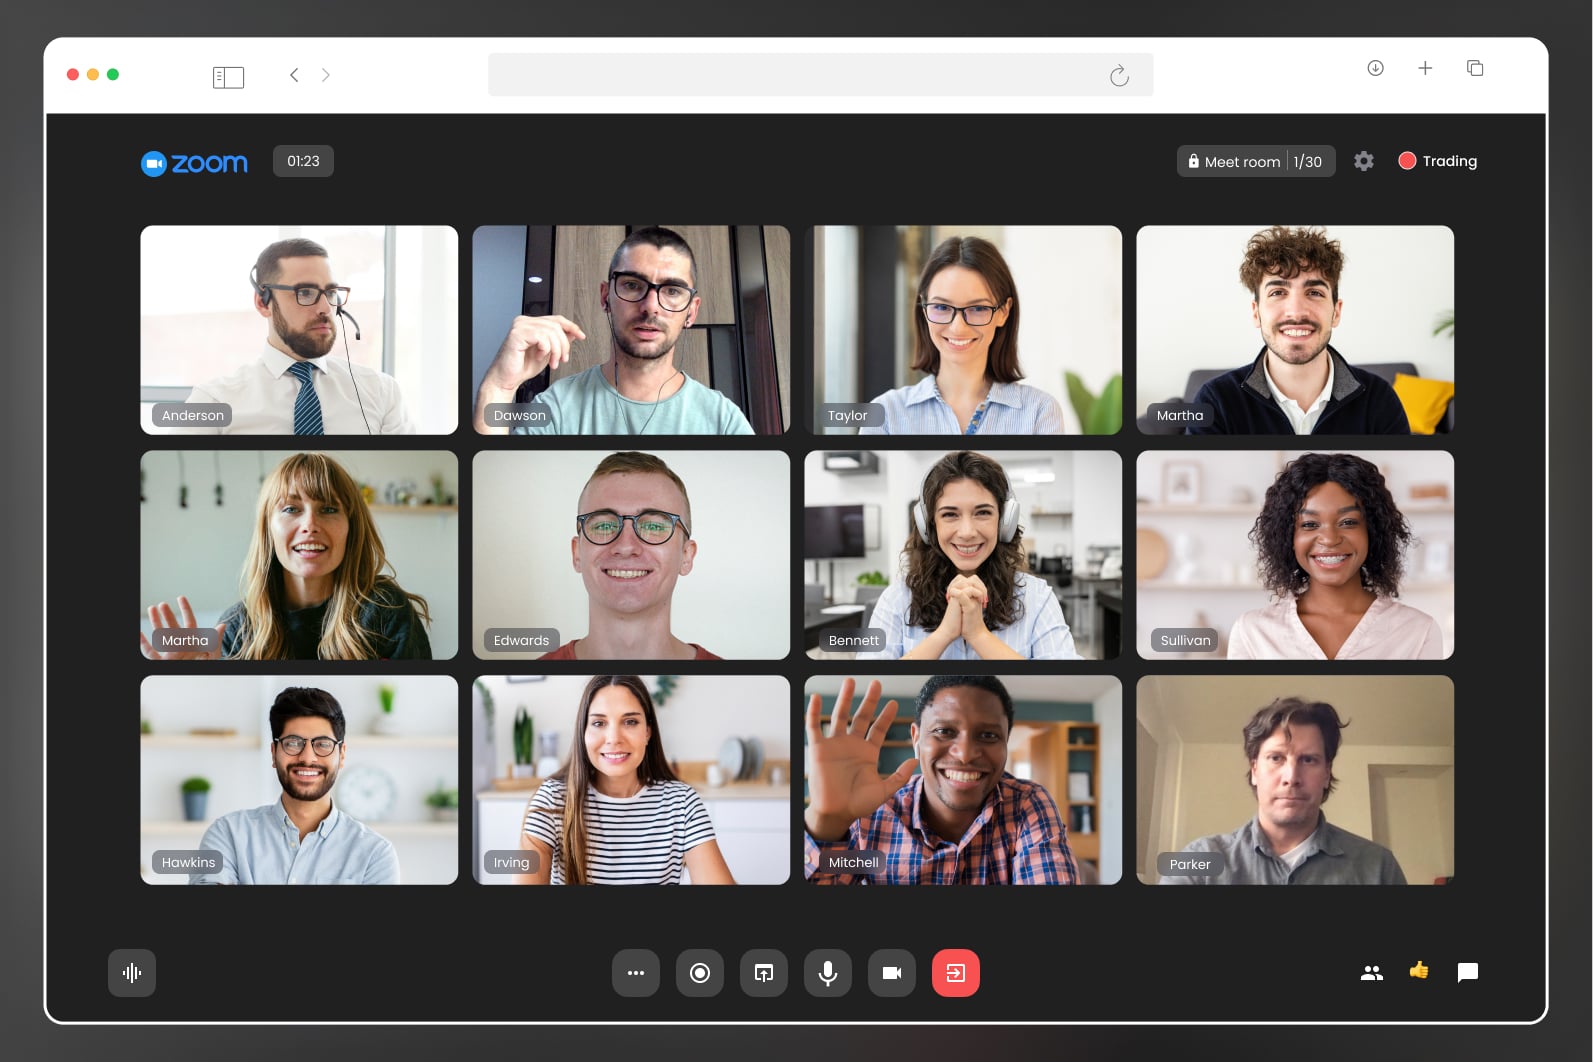 zoom
01:23
Meet room 1/30
Trading
Anderson
Dawson
Taylor
Martha
Martha
Edwards
Bennett
Sullivan
Hawkins
Irving
Mitchell
Parker